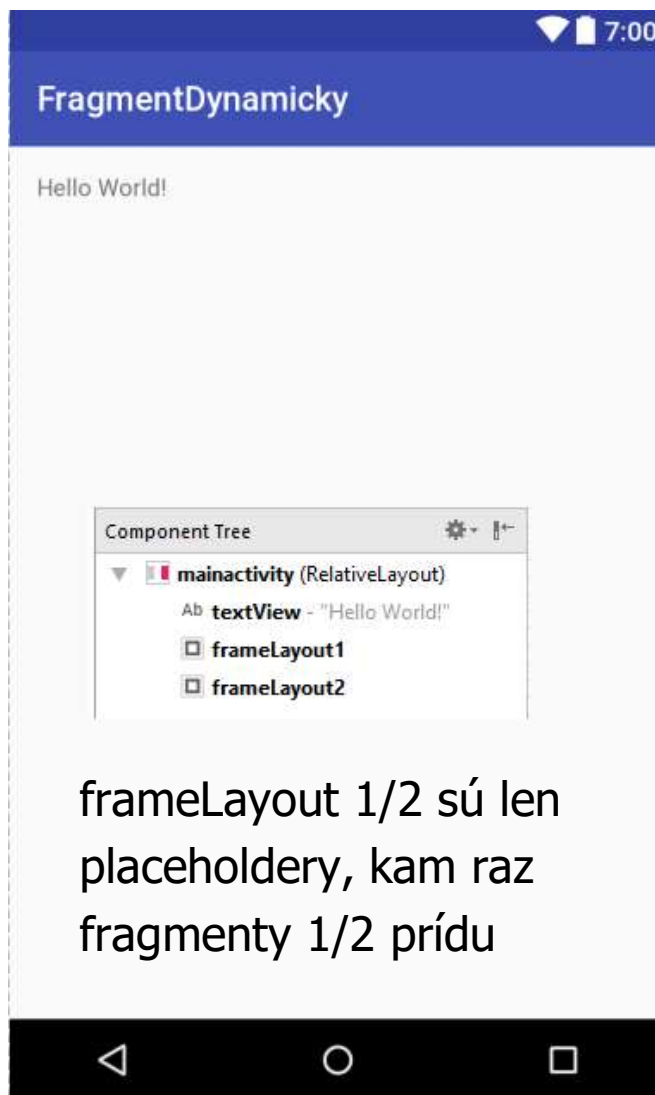 7:00
FragmentDynamicky
Hello World!
Component Tree
mainactivity (RelativeLayout)
Ab textView - "Hello World!"
frameLayout1
frameLayout2
frameLayout 1/2 sú len
placeholdery, kam raz
fragmenty 1/2 prídu